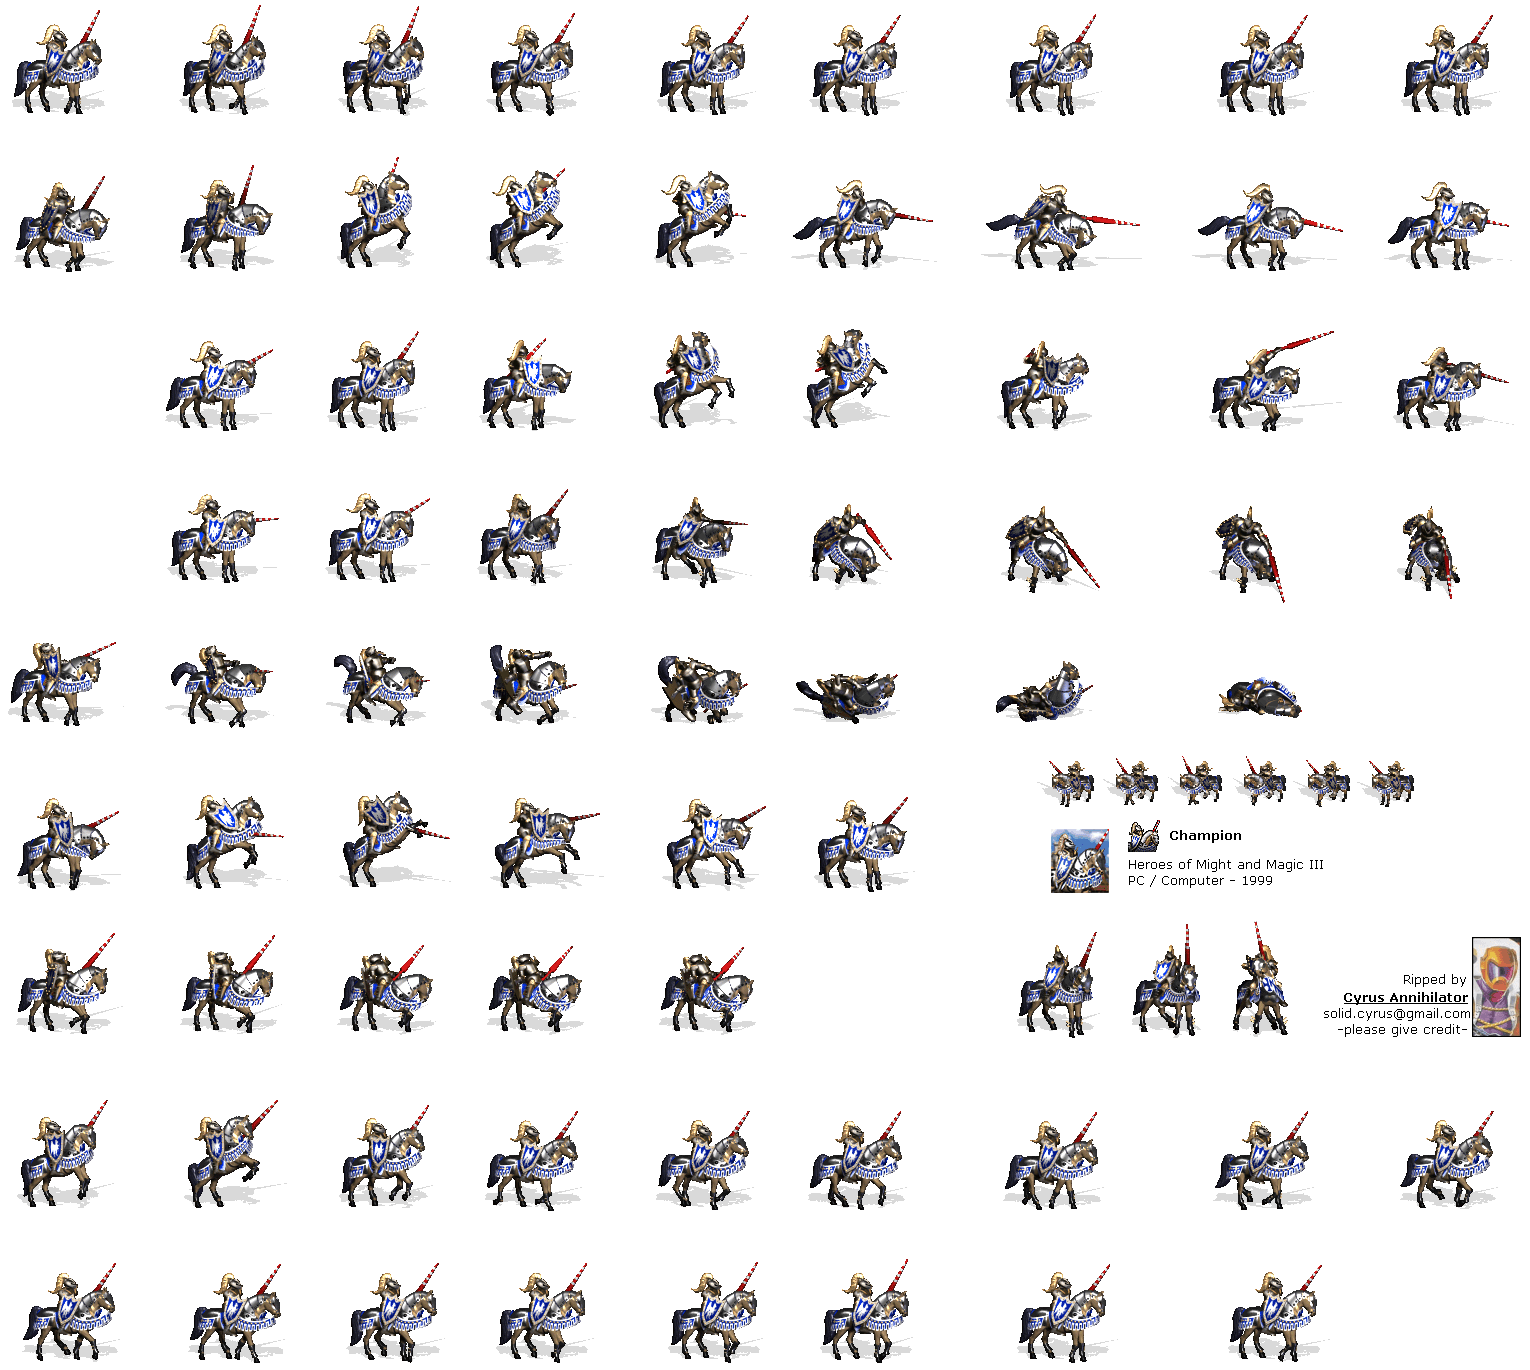 Champion
Heroes of Might and Magic III
PC / Computer - 1999
Ripped by
Cyrus Annihilator
solid.cyrus@gmail.com
-please give credit-